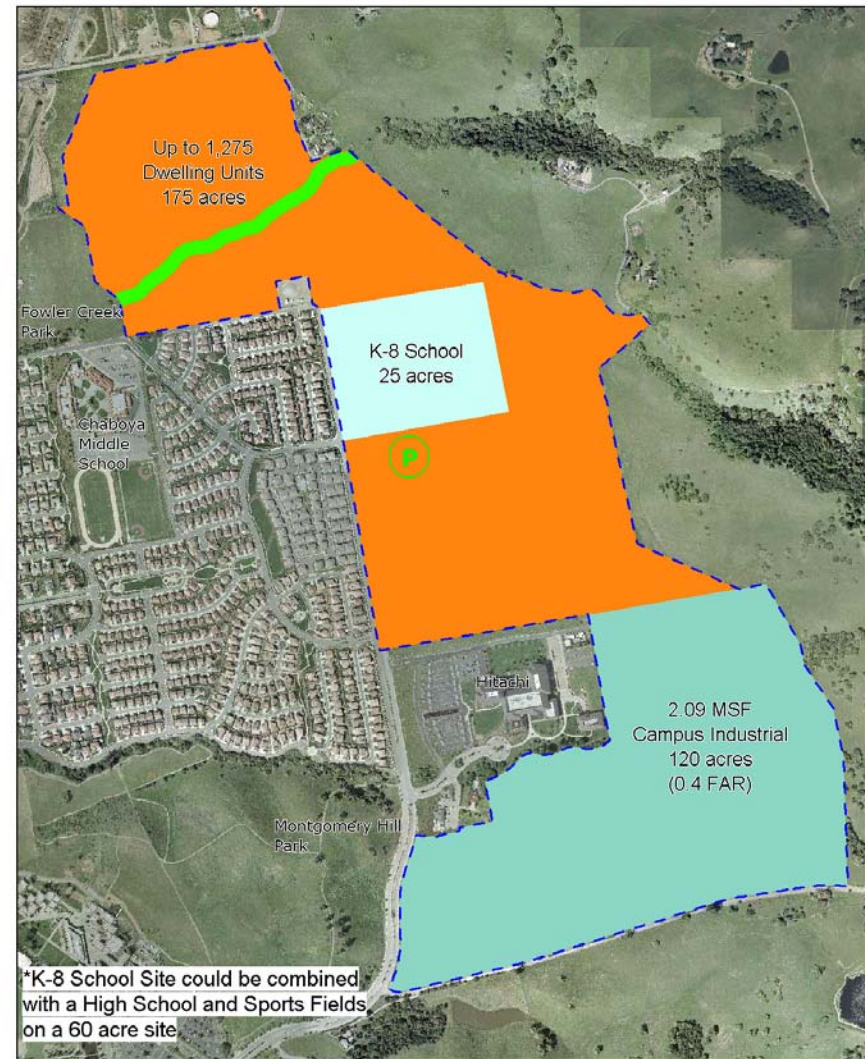 Up to 1,275
Dwelling Units
175 acres
Fowler Creek
Park
K-8 School
25 acres
Chaboya
Middle
School
P
Hitachi
2.09 MSF
Campus Industrial
120 acres
(0.4 FAR)
Montgomery Hill
Park
*K-8 School Site could be combined
with a High School and Sports Fields
on a 60 acre site